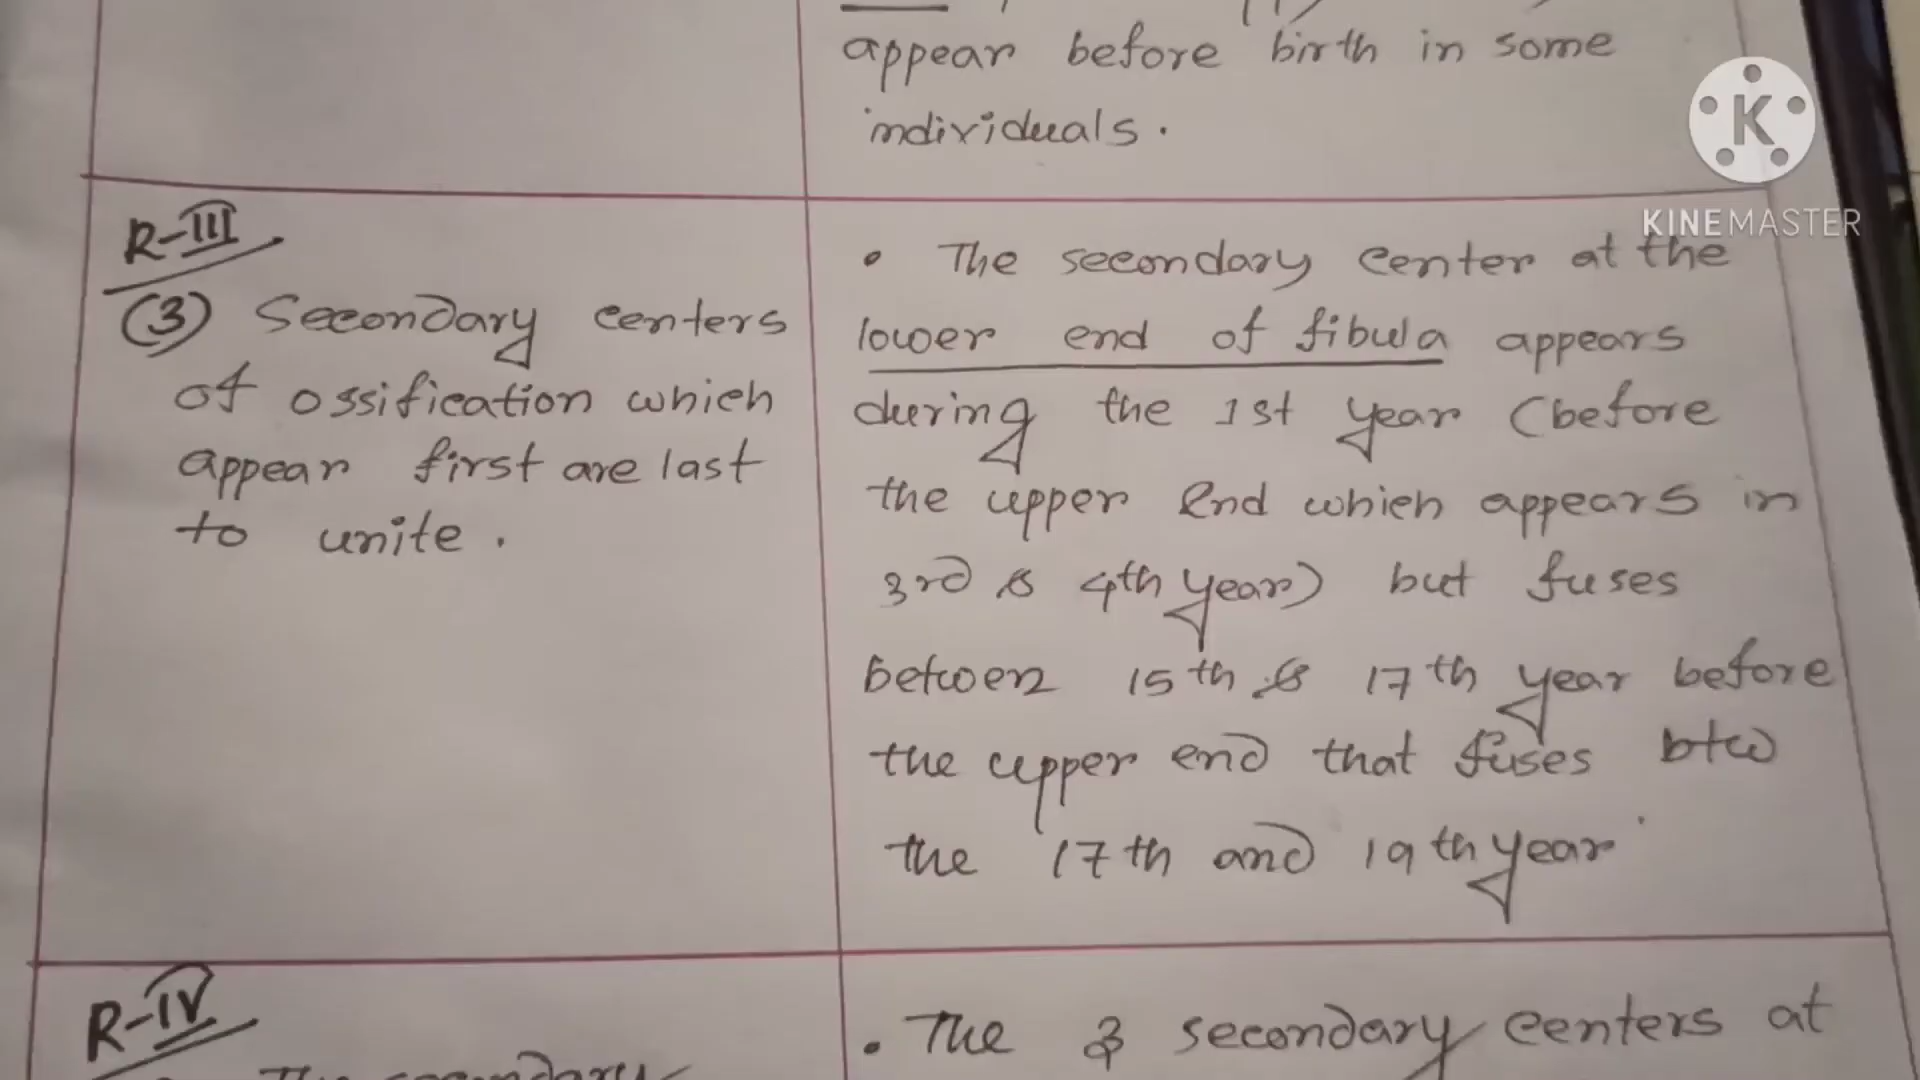 appear before birth in some
individuals.
KINEMASTER
R-III
(3) Secondary centers
of ossification which
appear first are last
to unite.
• The secondary center at the
lower end of fibula appears
during the 1st year (before
the upper end which appears in
3rd & 4th year) but fuses
between 15th & 17th year before
the upper end that fuses btw
the 17th and 19th year
R-IV
The secondary
• The 3 secondary centers at